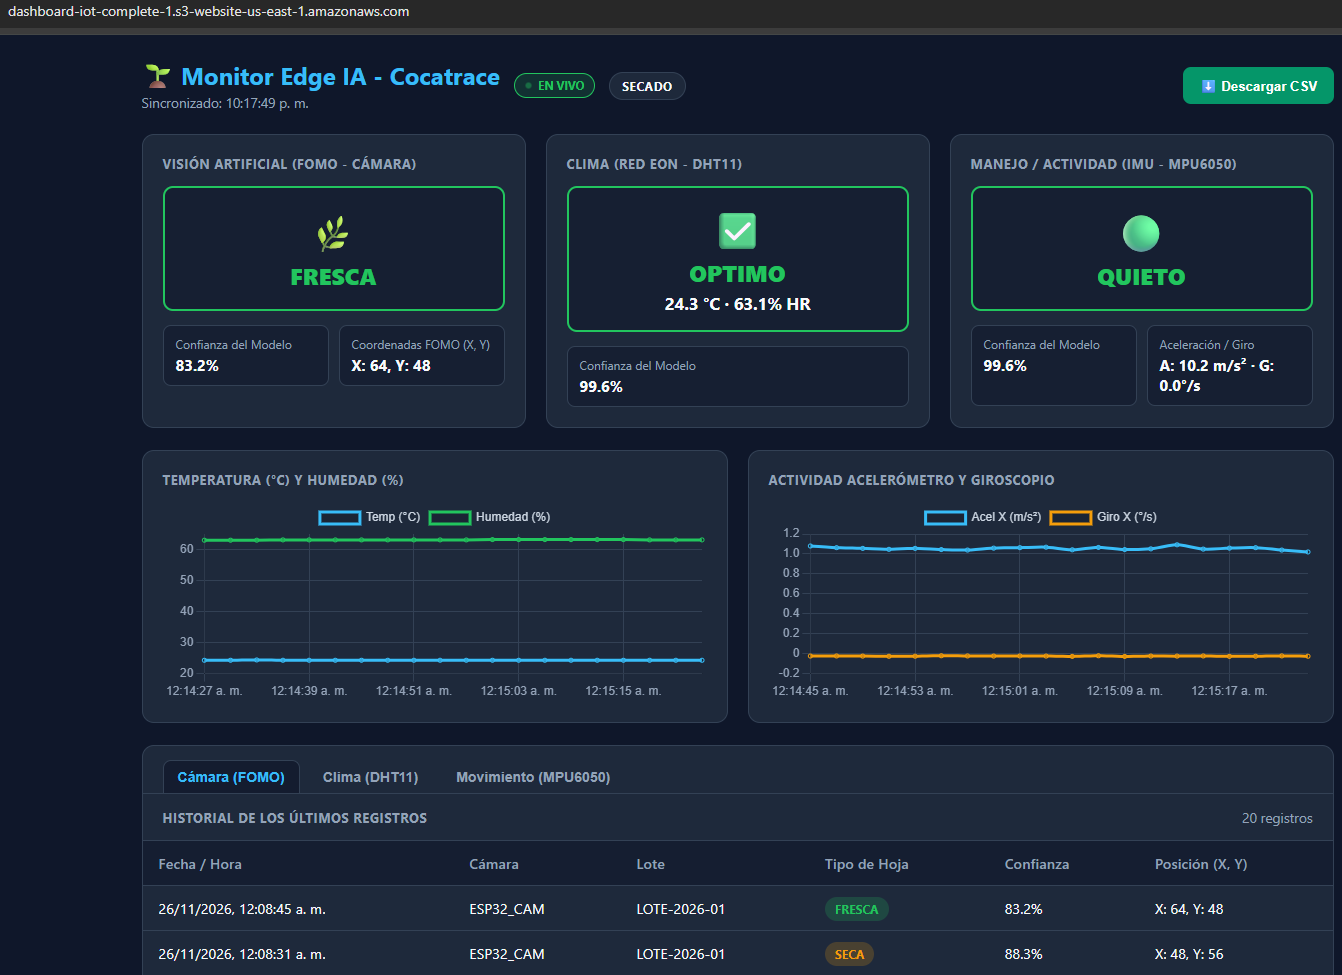 dashboard-iot-complete-1.s3-website-us-east-1.amazonaws.com
Monitor Edge IA - Cocatrace
EN VIVO
SECADO
Descargar CSV
Sincronizado: 10:17:49 p. m.
VISIÓN ARTIFICIAL (FOMO - CÁMARA)
FRESCA
Confianza del Modelo
83.2%
Coordenadas FOMO (X, Y)
X: 64, Y: 48
CLIMA (RED EON - DHT11)
OPTIMO
24.3 °C · 63.1% HR
Confianza del Modelo
99.6%
MANEJO / ACTIVIDAD (IMU - MPU6050)
QUIETO
Confianza del Modelo
99.6%
Aceleración / Giro
A: 10.2 m/s² · G:
0.0°/s
TEMPERATURA (°C) Y HUMEDAD (%)
Temp (°C) Humedad (%)
60
50
40
30
20
12:14:27 a. m. 12:14:39 a. m. 12:14:51 a. m. 12:15:03 a. m. 12:15:15 a. m.
ACTIVIDAD ACELERÓMETRO Y GIROSCOPIO
Acel X (m/s²) Giro X (°/s)
1.2
1.0
0.8
0.6
0.4
0.2
0
-0.2
12:14:45 a. m. 12:14:53 a. m. 12:15:01 a. m. 12:15:09 a. m. 12:15:17 a. m.
Cámara (FOMO) Clima (DHT11) Movimiento (MPU6050)
HISTORIAL DE LOS ÚLTIMOS REGISTROS 20 registros
Fecha / Hora Cámara Lote Tipo de Hoja Confianza Posición (X, Y)
26/11/2026, 12:08:45 a. m. ESP32_CAM LOTE-2026-01 FRESCA 83.2% X: 64, Y: 48
26/11/2026, 12:08:31 a. m. ESP32_CAM LOTE-2026-01 SECA 88.3% X: 48, Y: 56